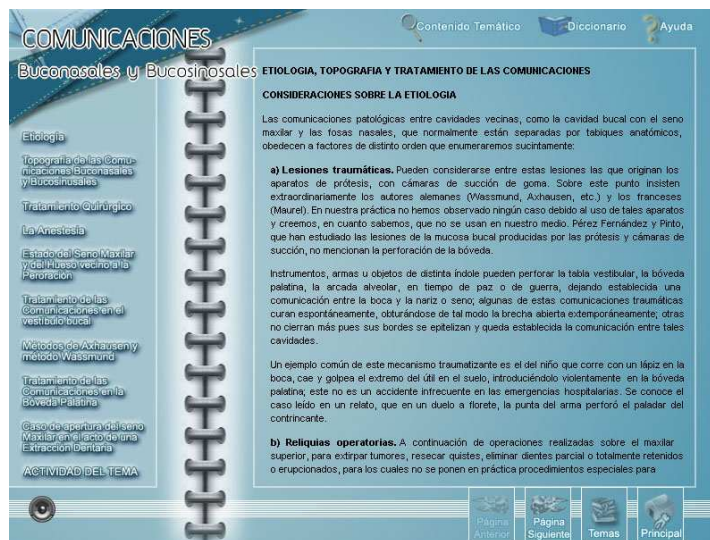 Contenido Temático
Diccionario
Ayuda
COMUNICACIONES
Buconasales y Bucosinosales
Etiología
Topografía de las Comu-
nicaciones Buconasales
y Bucosinusales
Tratamiento Quirúrgico
La Anestesia
Estado del Seno Maxilar
y del Hueso vecino a la
Peroración
Tratamiento de las
Comunicaciones en el
vestíbulo bucal
Métodos de Axhausen y
método Wassmund
Tratamiento de las
Comunicaciones en la
Bóveda Palatina
Caso de apertura del seno
Maxilar en el acto de una
Extracción Dentaria
ACTIVIDAD DEL TEMA
ETIOLOGIA, TOPOGRAFIA Y TRATAMIENTO DE LAS COMUNICACIONES
CONSIDERACIONES SOBRE LA ETIOLOGIA
Las comunicaciones patológicas entre cavidades vecinas, como la cavidad bucal con el seno
maxilar y las fosas nasales, que normalmente están separadas por tabiques anatómicos,
obedecen a factores de distinto orden que enumeraremos sucintamente:
a) Lesiones traumáticas. Pueden considerarse entre estas lesiones las que originan los
aparatos de prótesis, con cámaras de succión de goma. Sobre este punto insisten
extraordinariamente los autores alemanes (Wassmund, Axhausen, etc.) y los franceses
(Maurel). En nuestra práctica no hemos observado ningún caso debido al uso de tales aparatos
y creemos, en cuanto sabemos, que no se usan en nuestro medio. Pérez Fernández y Pinto,
que han estudiado las lesiones de la mucosa bucal producidas por las prótesis y cámaras de
succión, no mencionan la perforación de la bóveda.
Instrumentos, armas u objetos de distinta índole pueden perforar la tabla vestibular, la bóveda
palatina, la arcada alveolar, en tiempo de paz o de guerra, dejando establecida una
comunicación entre la boca y la nariz o seno; algunas de estas comunicaciones traumáticas
curan espontáneamente, obturándose de tal modo la brecha abierta extemporáneamente; otras
no cierran más pues sus bordes se epitelizan y queda establecida la comunicación entre tales
cavidades.
Un ejemplo común de este mecanismo traumatizante es el del niño que corre con un lápiz en la
boca, cae y golpea el extremo del útil en el suelo, introduciéndolo violentamente en la bóveda
palatina; este no es un accidente infrecuente en las emergencias hospitalarias. Se conoce el
caso leído en un relato, que en un duelo a florete, la punta del arma perforó el paladar del
contrincante.
b) Reliquias operatorias. A continuación de operaciones realizadas sobre el maxilar
superior, para extirpar tumores, resecar quistes, eliminar dientes parcial o totalmente retenidos
o erupcionados, para los cuales no se ponen en práctica procedimientos especiales para
Página
Anterior
Página
Siguiente
Temas
Principal